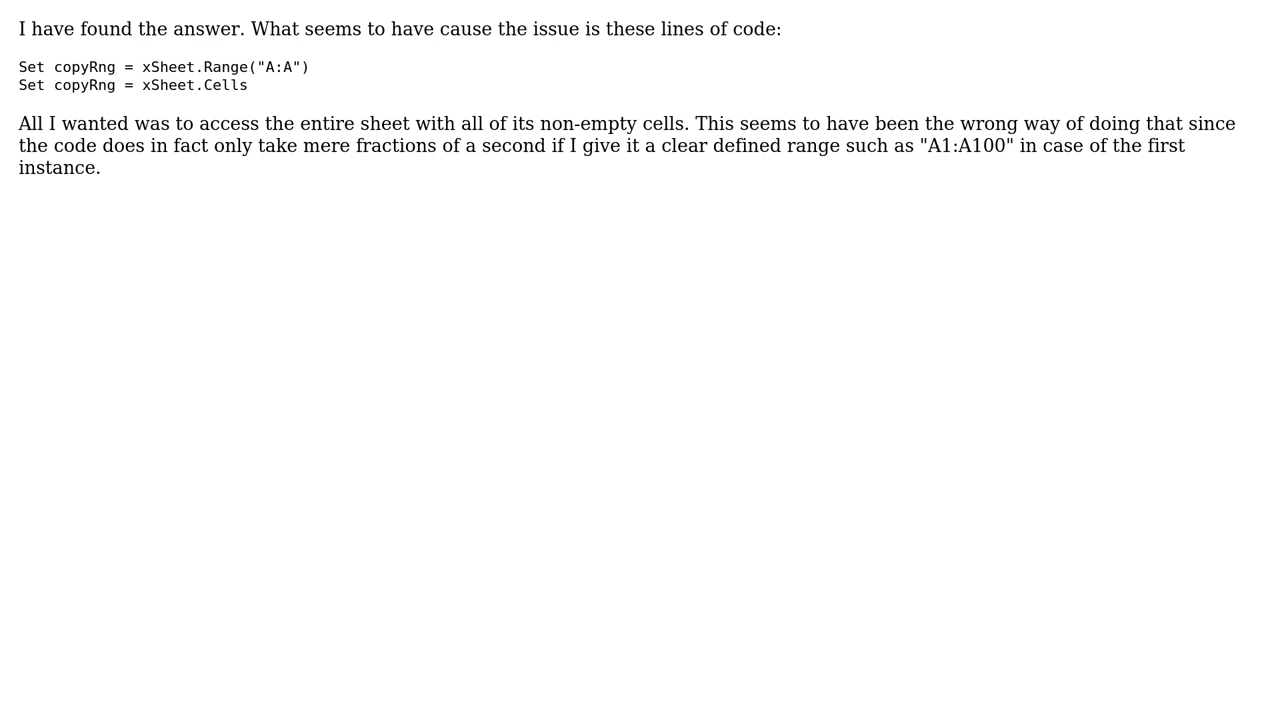 I have found the answer. What seems to have cause the issue is these lines of code:
Set copyRng = xSheet.Range("A:A")
Set copyRng = xSheet.Cells
All I wanted was to access the entire sheet with all of its non-empty cells. This seems to have been the wrong way of doing that since
the code does in fact only take mere fractions of a second if I give it a clear defined range such as "A1:A100" in case of the first
instance.